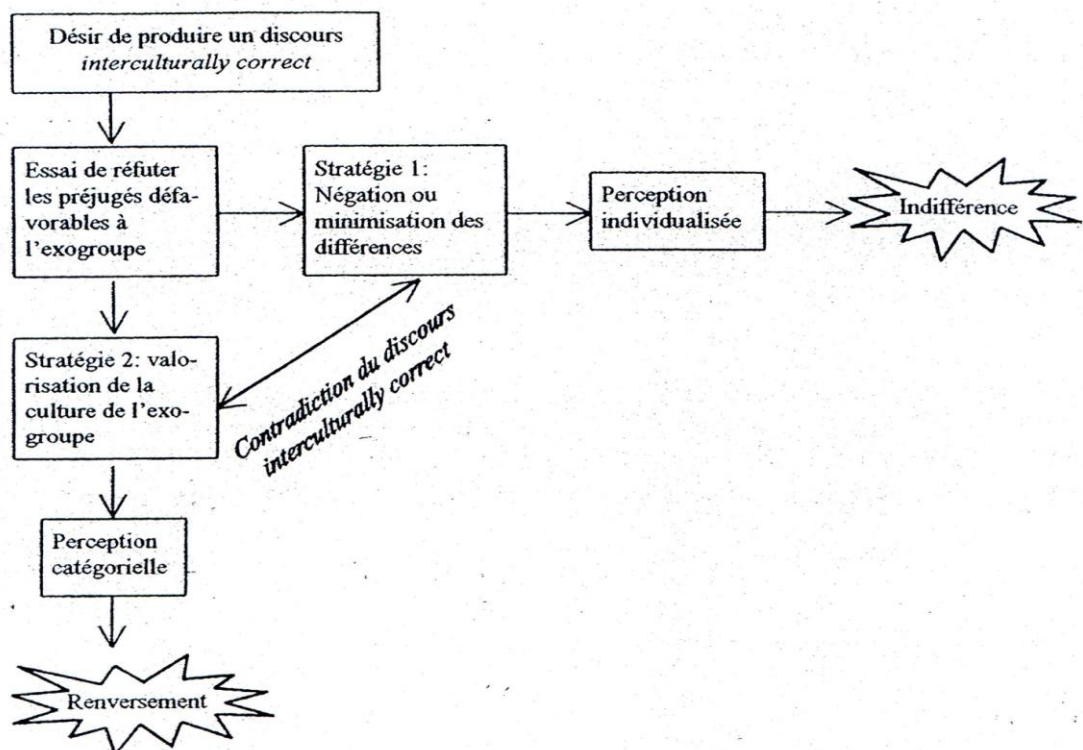 Désir de produire un discours
interculturally correct
Essai de réfuter
les préjugés défa-
vorables à
l'exogroupe
Stratégie 1:
Négation ou
minimisation des
différences
Perception
individualisée
Indifférence
Stratégie 2: valo-
risation de la
culture de l'exo-
groupe
Contradiction du discours
interculturally correct
Perception
catégorielle
Renversement